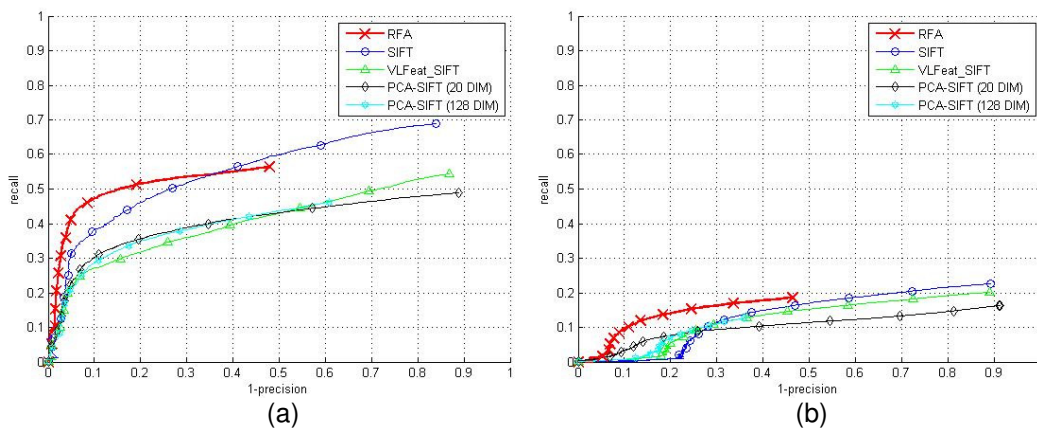 1
0.9
0.8
0.7
0.6
0.5
0.4
0.3
0.2
0.1
0
recall
RFA
SIFT
VLFeat_SIFT
PCA-SIFT (20 DIM)
PCA-SIFT (128 DIM)
0 0.1 0.2 0.3 0.4 0.5 0.6 0.7 0.8 0.9 1
1-precision
(a)
1
0.9
0.8
0.7
0.6
0.5
0.4
0.3
0.2
0.1
0
recall
RFA
SIFT
VLFeat_SIFT
PCA-SIFT (20 DIM)
PCA-SIFT (128 DIM)
0 0.1 0.2 0.3 0.4 0.5 0.6 0.7 0.8 0.9
1-precision
(b)